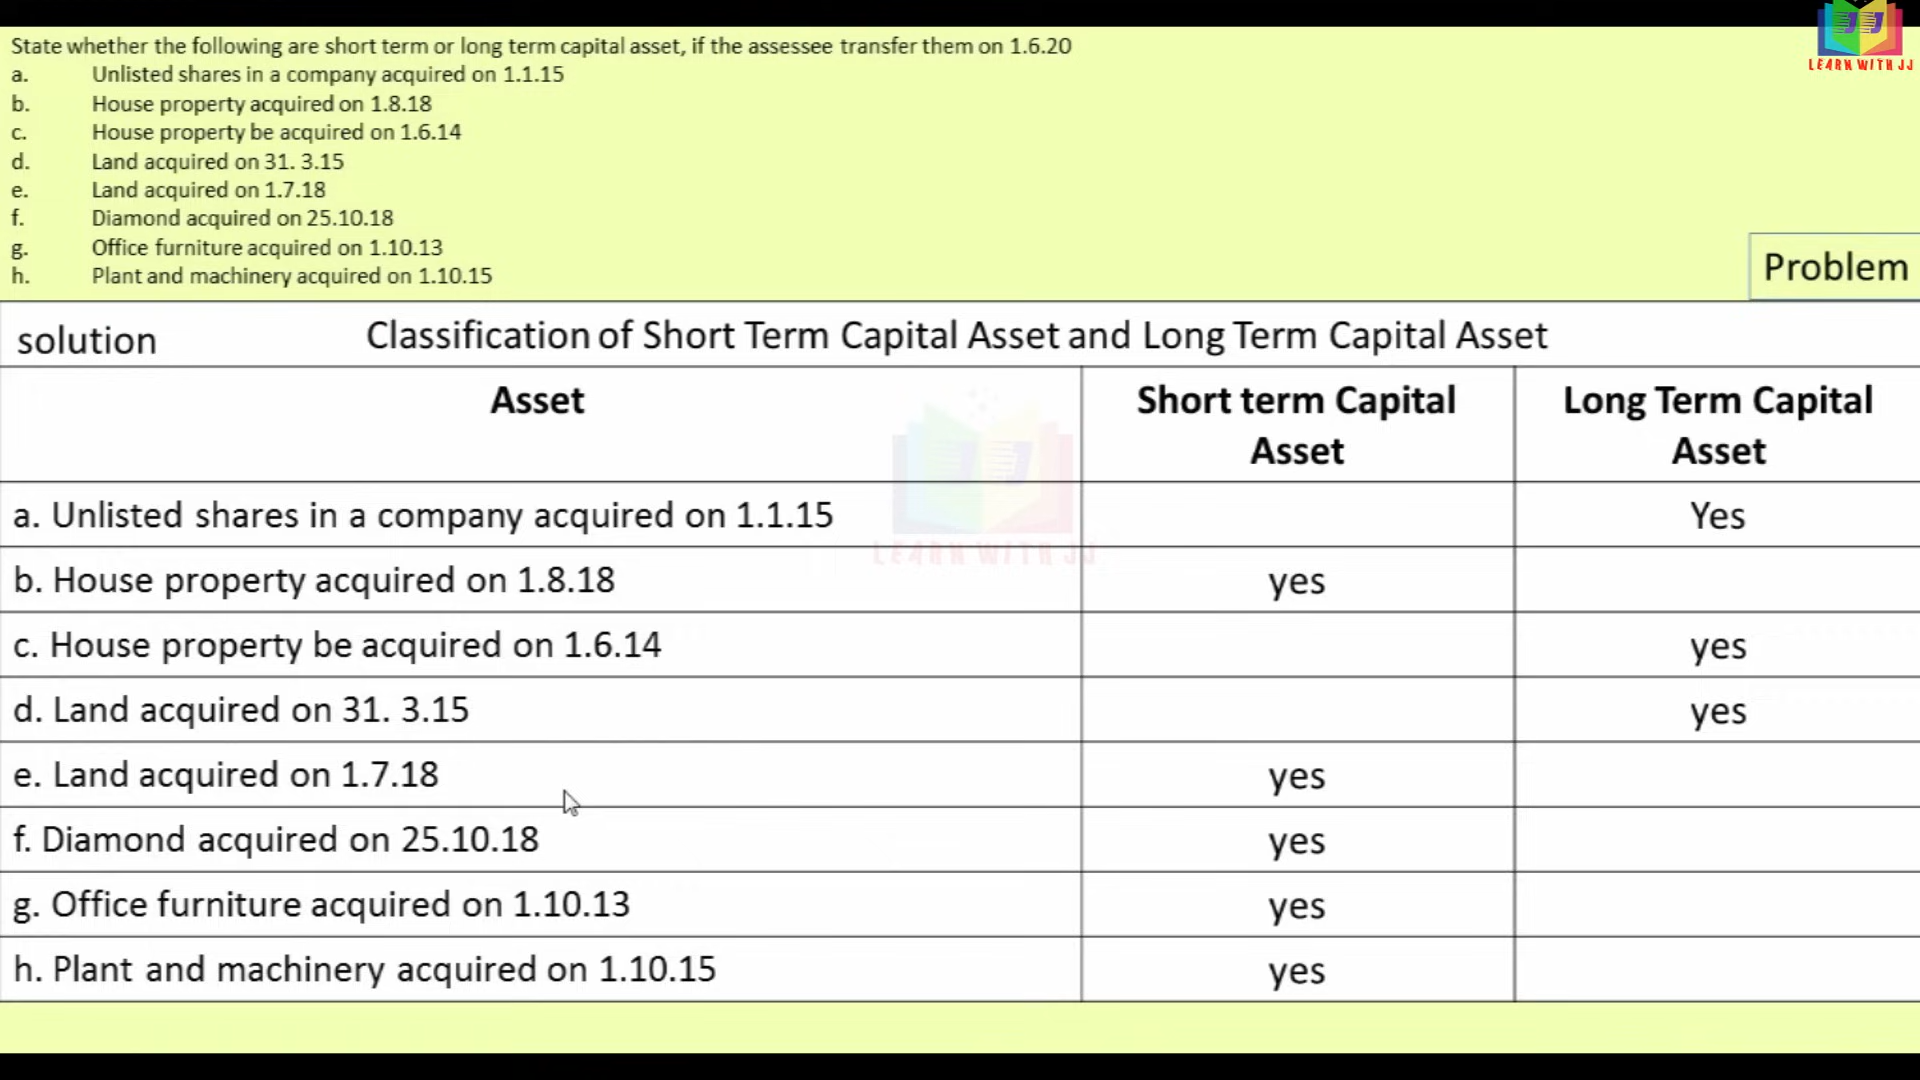 State whether the following are short term or long term capital asset, if the assessee transfer them on 1.6.20
a. Unlisted shares in a company acquired on 1.1.15
b. House property acquired on 1.8.18
c. House property be acquired on 1.6.14
d. Land acquired on 31. 3.15
e. Land acquired on 1.7.18
f. Diamond acquired on 25.10.18
g. Office furniture acquired on 1.10.13
h. Plant and machinery acquired on 1.10.15
LEARN WITH JJ
Problem
solution Classification of Short Term Capital Asset and Long Term Capital Asset
Asset Short term Capital Asset Long Term Capital Asset
a. Unlisted shares in a company acquired on 1.1.15 Yes
b. House property acquired on 1.8.18 yes
c. House property be acquired on 1.6.14 yes
d. Land acquired on 31. 3.15 yes
e. Land acquired on 1.7.18 yes
f. Diamond acquired on 25.10.18 yes
g. Office furniture acquired on 1.10.13 yes
h. Plant and machinery acquired on 1.10.15 yes
LEARN WITH JJ